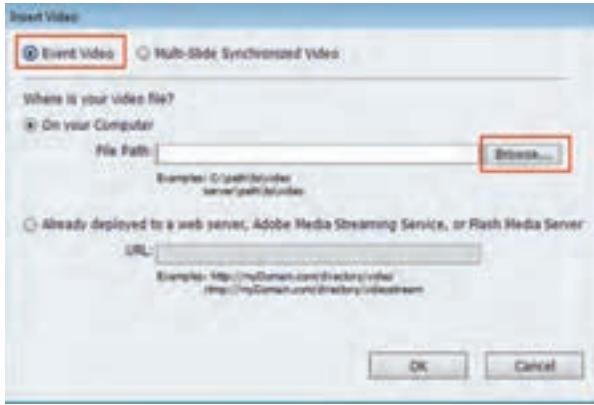 Insert Video
Event Video Multi-Slide Synchronized Video
Where is your video file?
On your Computer
File Path: Browse...
Examples: C:\path\to\video
server\path\to\video
Already deployed to a web server, Adobe Media Streaming Service, or Flash Media Server
URL:
Examples: http://myDomain.com/directory/video
rtmp://myDomain.com/directory/videostream
OK Cancel